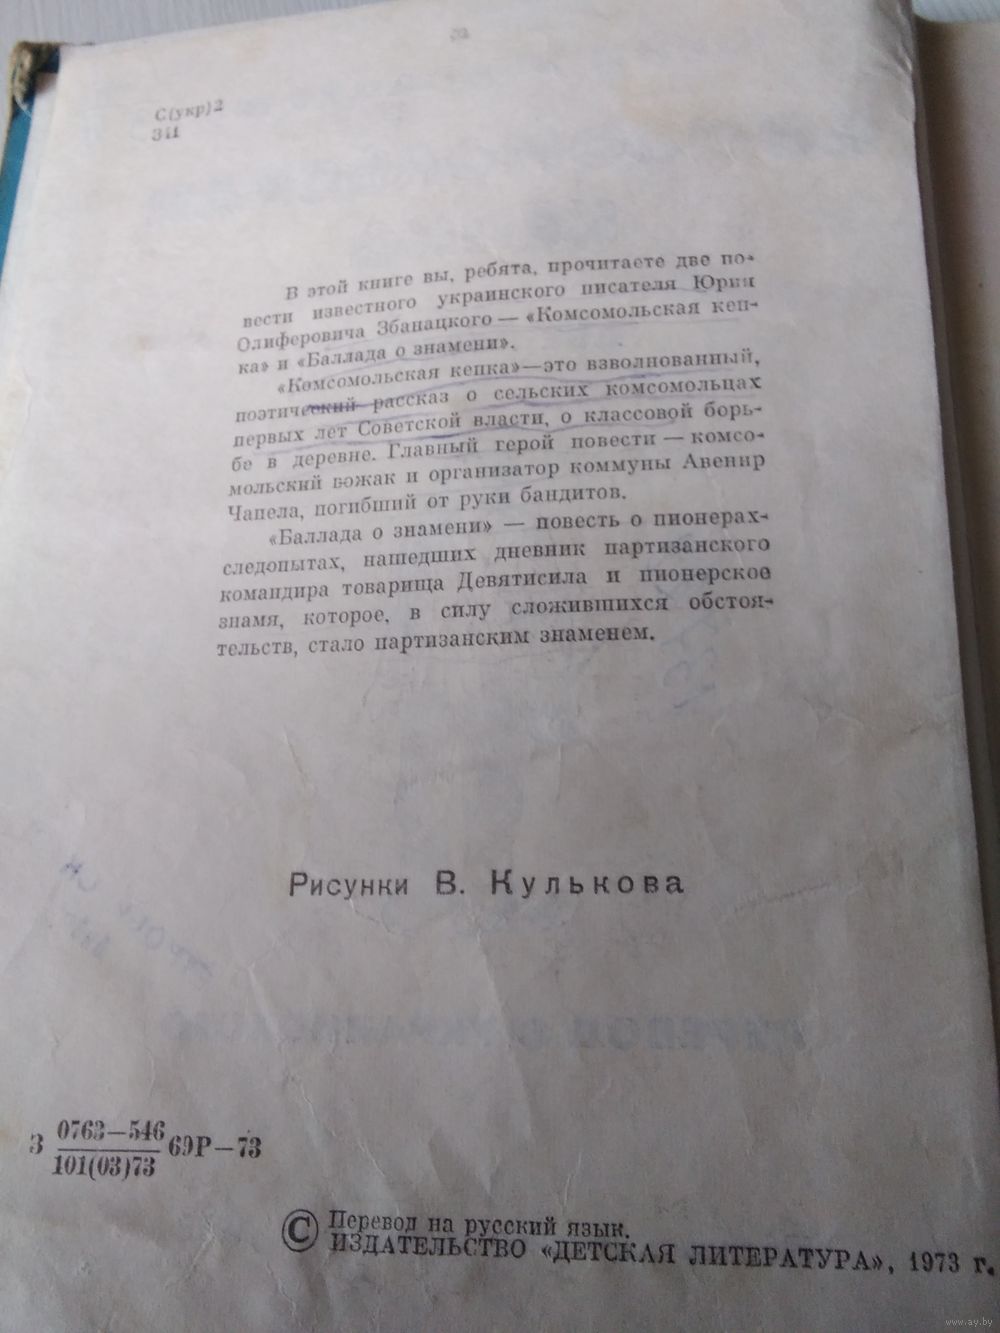 С(укр)2
З11
В этой книге вы, ребята, прочитаете две по-
вести известного украинского писателя Юрия
Олиферовича Збанацкого — «Комсомольская кеп-
ка» и «Баллада о знамени».
«Комсомольская кепка»—это взволнованный,
поэтический рассказ о сельских комсомольцах
первых лет Советской власти, о классовой борь-
бе в деревне. Главный герой повести — комсо-
мольский вожак и организатор коммуны Авенир
Чапела, погибший от руки бандитов.
«Баллада о знамени» — повесть о пионерах-
следопытах, нашедших дневник партизанского
командира товарища Девятисила и пионерское
знамя, которое, в силу сложившихся обстоя-
тельств, стало партизанским знаменем.
Рисунки В. Кулькова
З 0763—546
101(03)73 69Р—73
© Перевод на русский язык.
ИЗДАТЕЛЬСТВО «ДЕТСКАЯ ЛИТЕРАТУРА», 1973 г.
www.ay.by